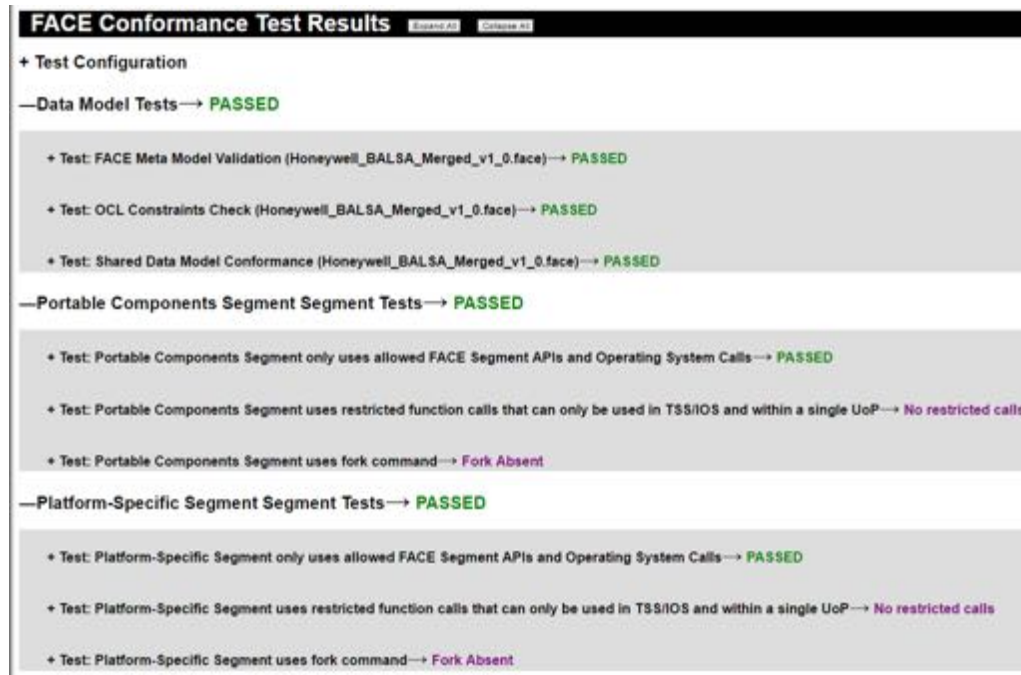 FACE Conformance Test Results Expand All Collapse All
+ Test Configuration
—Data Model Tests→ PASSED
+ Test: FACE Meta Model Validation (Honeywell_BALSA_Merged_v1_0.face)→ PASSED
+ Test: OCL Constraints Check (Honeywell_BALSA_Merged_v1_0.face)→ PASSED
+ Test: Shared Data Model Conformance (Honeywell_BALSA_Merged_v1_0.face)→ PASSED
—Portable Components Segment Segment Tests→ PASSED
+ Test: Portable Components Segment only uses allowed FACE Segment APIs and Operating System Calls→ PASSED
+ Test: Portable Components Segment uses restricted function calls that can only be used in TSS/IOS and within a single UoP→ No restricted calls
+ Test: Portable Components Segment uses fork command→ Fork Absent
—Platform-Specific Segment Segment Tests→ PASSED
+ Test: Platform-Specific Segment only uses allowed FACE Segment APIs and Operating System Calls→ PASSED
+ Test: Platform-Specific Segment uses restricted function calls that can only be used in TSS/IOS and within a single UoP→ No restricted calls
+ Test: Platform-Specific Segment uses fork command→ Fork Absent